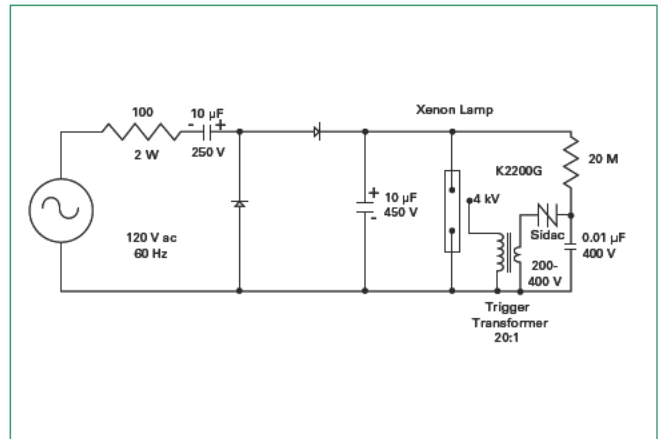 100
10 µF
- +
2 W
250 V
120 V ac
60 Hz
+ 10 µF
- 450 V
Xenon Lamp
K2200G
20 M
4 kV
Sidac
0.01 µF
400 V
200-
400 V
Trigger
Transformer
20:1